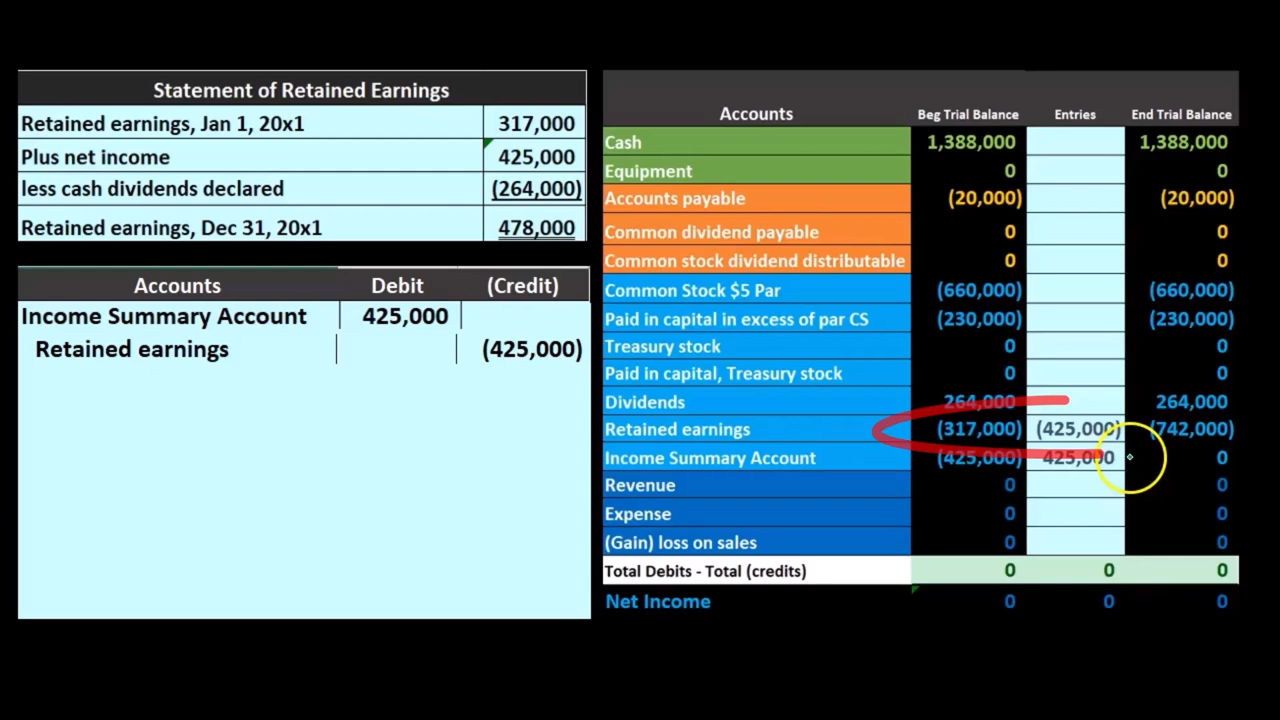 Statement of Retained Earnings
Retained earnings, Jan 1, 20x1 317,000
Plus net income 425,000
less cash dividends declared (264,000)
Retained earnings, Dec 31, 20x1 478,000
Accounts Debit (Credit)
Income Summary Account 425,000
Retained earnings (425,000)
Accounts Beg Trial Balance Entries End Trial Balance
Cash 1,388,000 1,388,000
Equipment 0 0
Accounts payable (20,000) (20,000)
Common dividend payable 0 0
Common stock dividend distributable 0 0
Common Stock $5 Par (660,000) (660,000)
Paid in capital in excess of par CS (230,000) (230,000)
Treasury stock 0 0
Paid in capital, Treasury stock 0 0
Dividends 264,000 264,000
Retained earnings (317,000) (425,000) (742,000)
Income Summary Account (425,000) 425,000 0
Revenue 0 0
Expense 0 0
(Gain) loss on sales 0 0
Total Debits - Total (credits) 0 0 0
Net Income 0 0 0